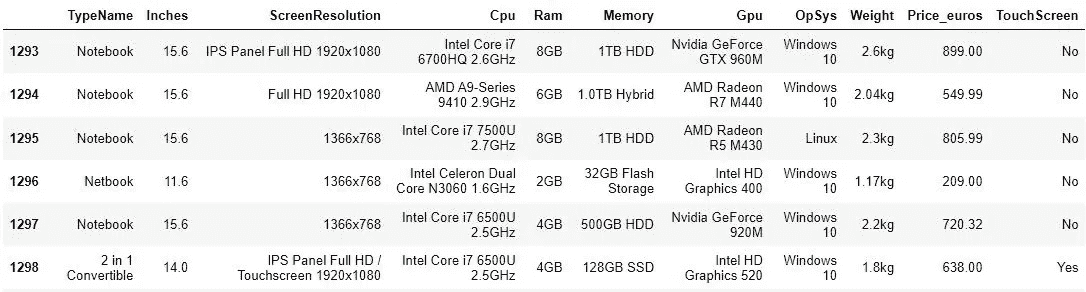 TypeName Inches ScreenResolution Cpu Ram Memory Gpu OpSys Weight Price_euros TouchScreen
1293 Notebook 15.6 IPS Panel Full HD 1920x1080 Intel Core i7 6700HQ 2.6GHz 8GB 1TB HDD Nvidia GeForce GTX 960M Windows 10 2.6kg 899.00 No
1294 Notebook 15.6 Full HD 1920x1080 AMD A9-Series 9410 2.9GHz 6GB 1.0TB Hybrid AMD Radeon R7 M440 Windows 10 2.04kg 549.99 No
1295 Notebook 15.6 1366x768 Intel Core i7 7500U 2.7GHz 8GB 1TB HDD AMD Radeon R5 M430 Linux 2.3kg 805.99 No
1296 Netbook 11.6 1366x768 Intel Celeron Dual Core N3060 1.6GHz 2GB 32GB Flash Storage Intel HD Graphics 400 Windows 10 1.17kg 209.00 No
1297 Notebook 15.6 1366x768 Intel Core i7 6500U 2.5GHz 4GB 500GB HDD Nvidia GeForce 920M Windows 10 2.2kg 720.32 No
1298 2 in 1 Convertible 14.0 IPS Panel Full HD / Touchscreen 1920x1080 Intel Core i7 6500U 2.5GHz 4GB 128GB SSD Intel HD Graphics 520 Windows 10 1.8kg 638.00 Yes